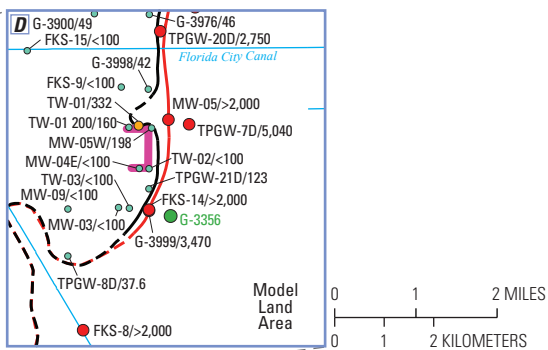 D
G-3900/49
G-3976/46
FKS-15/<100
TPGW-20D/2,750
Florida City Canal
G-3998/42
FKS-9/<100
TW-01/332
MW-05/>2,000
TW-01 200/160
TPGW-7D/5,040
MW-05W/198
MW-04E/<100
TW-02/<100
TW-03/<100
TPGW-21D/123
MW-09/<100
FKS-14/>2,000
G-3356
MW-03/<100
G-3999/3,470
TPGW-8D/37.6
Model
Land
Area
FKS-8/>2,000
0 1 2 MILES
0 1 2 KILOMETERS